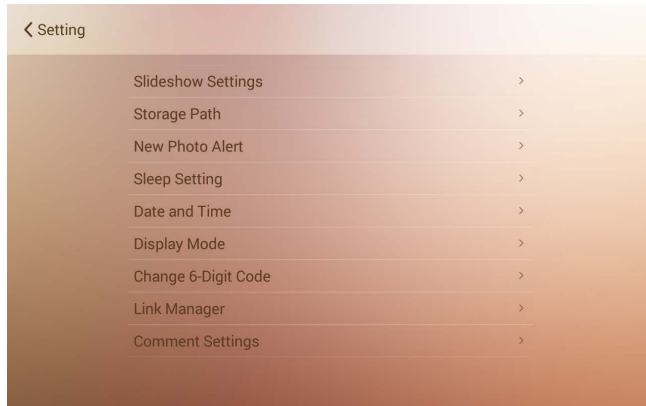 Setting
Slideshow Settings
Storage Path
New Photo Alert
Sleep Setting
Date and Time
Display Mode
Change 6-Digit Code
Link Manager
Comment Settings